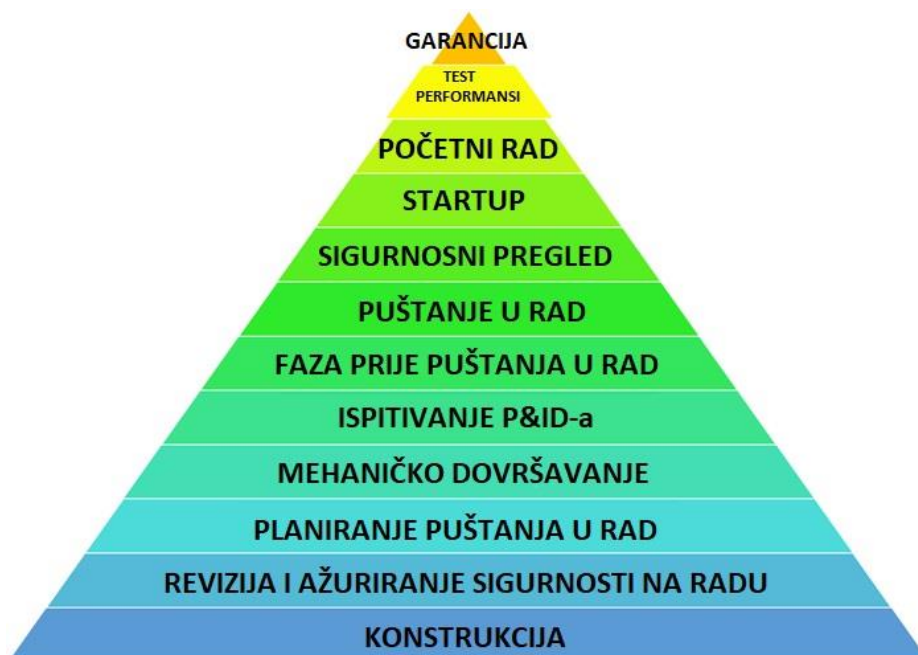 GARANCIJA
TEST
PERFORMANSI
POČETNI RAD
STARTUP
SIGURNOSNI PREGLED
PUŠTANJE U RAD
FAZA PRIJE PUŠTANJA U RAD
ISPITIVANJE P&ID-a
MEHANIČKO DOVRŠAVANJE
PLANIRANJE PUŠTANJA U RAD
REVIZIJA I AŽURIRANJE SIGURNOSTI NA RADU
KONSTRUKCIJA